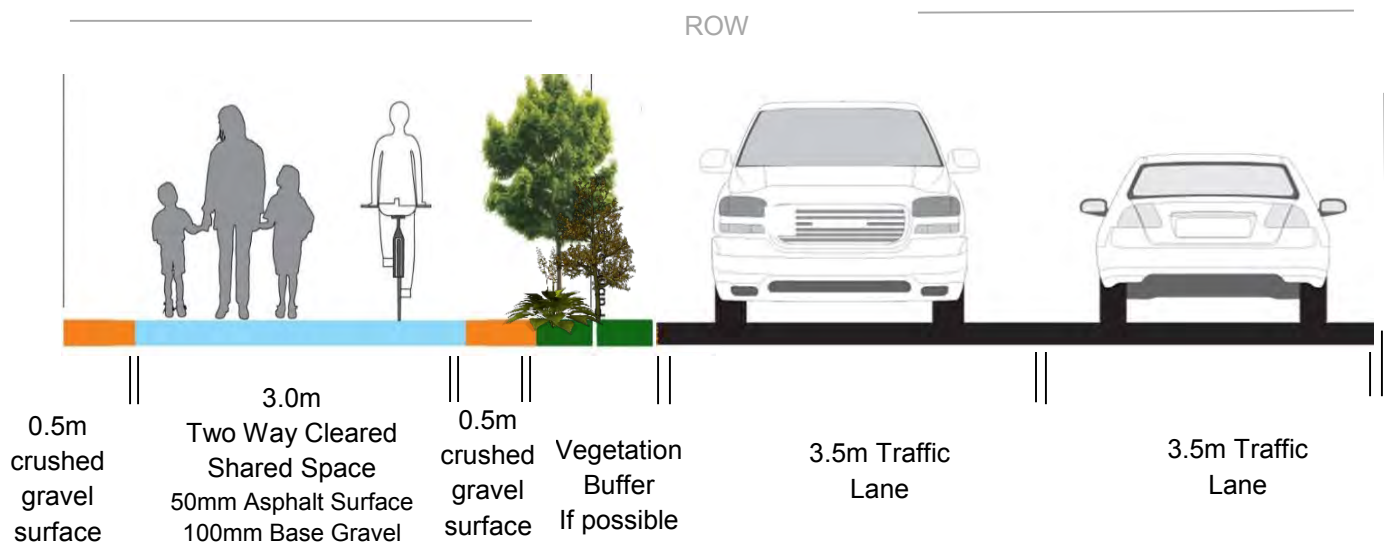 ROW
0.5m
crushed
gravel
surface
3.0m
Two Way Cleared
Shared Space
50mm Asphalt Surface
100mm Base Gravel
0.5m
crushed
gravel
surface
Vegetation
Buffer
If possible
3.5m Traffic
Lane
3.5m Traffic
Lane